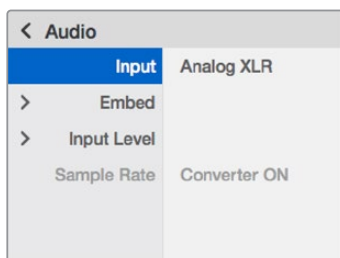 < Audio
Input Analog XLR
> Embed
> Input Level
Sample Rate Converter ON